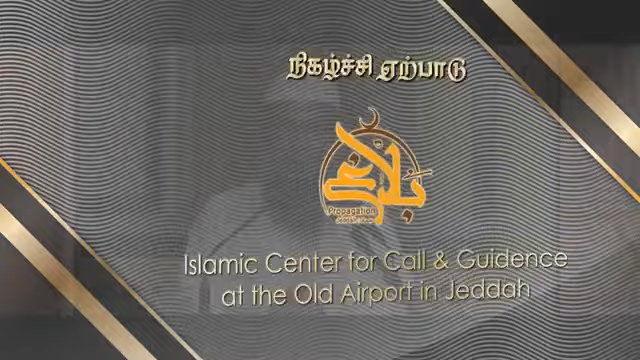 நிகழ்ச்சி ஏற்பாடு
بلاغ
Propagation
Islamic Center for Call & Guidence
at the Old Airport in Jeddah